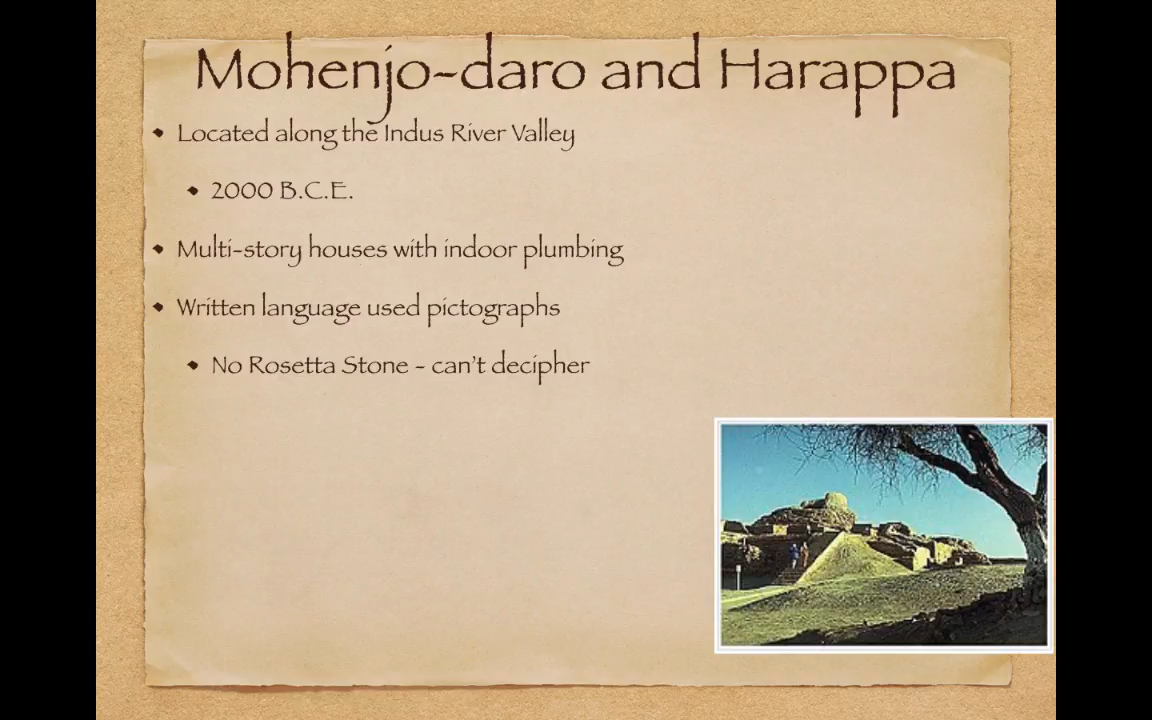 Mohenjo-daro and Harappa
• Located along the Indus River Valley
• 2000 B.C.E.
• Multi-story houses with indoor plumbing
• Written language used pictographs
• No Rosetta Stone - can't decipher